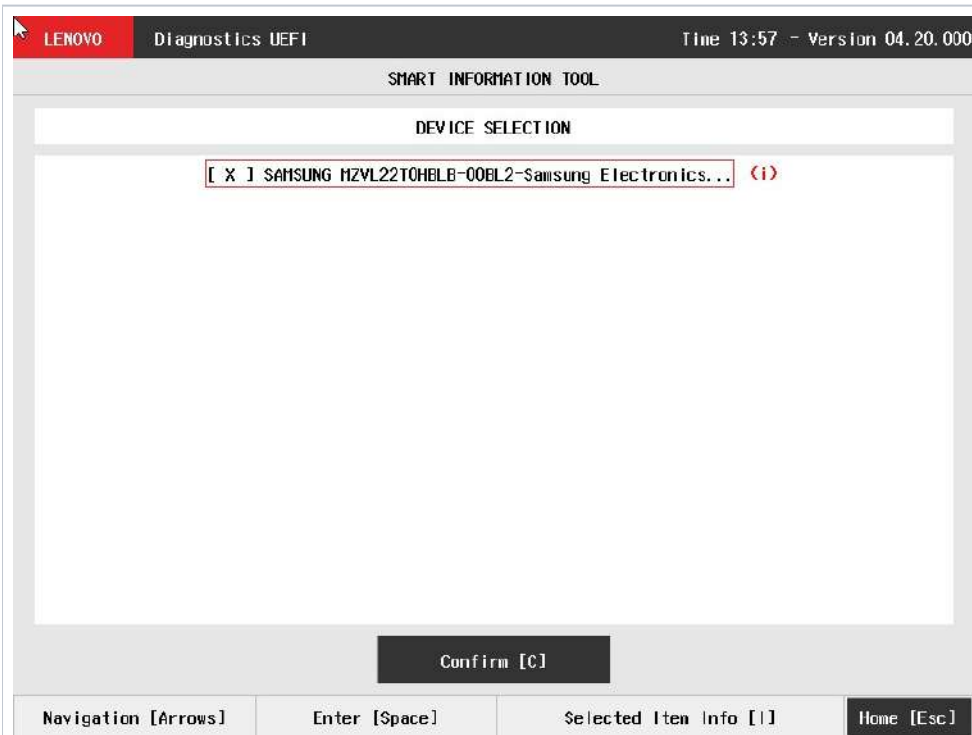 LENOVO Diagnostics UEFI Time 13:57 - Version 04.20.000
SMART INFORMATION TOOL
DEVICE SELECTION
[ X ] SAMSUNG MZVL22T0HBLB-00BL2-Samsung Electronics... (i)
Confirm [C]
Navigation [Arrows] Enter [Space] Selected Item Info [I] Home [Esc]